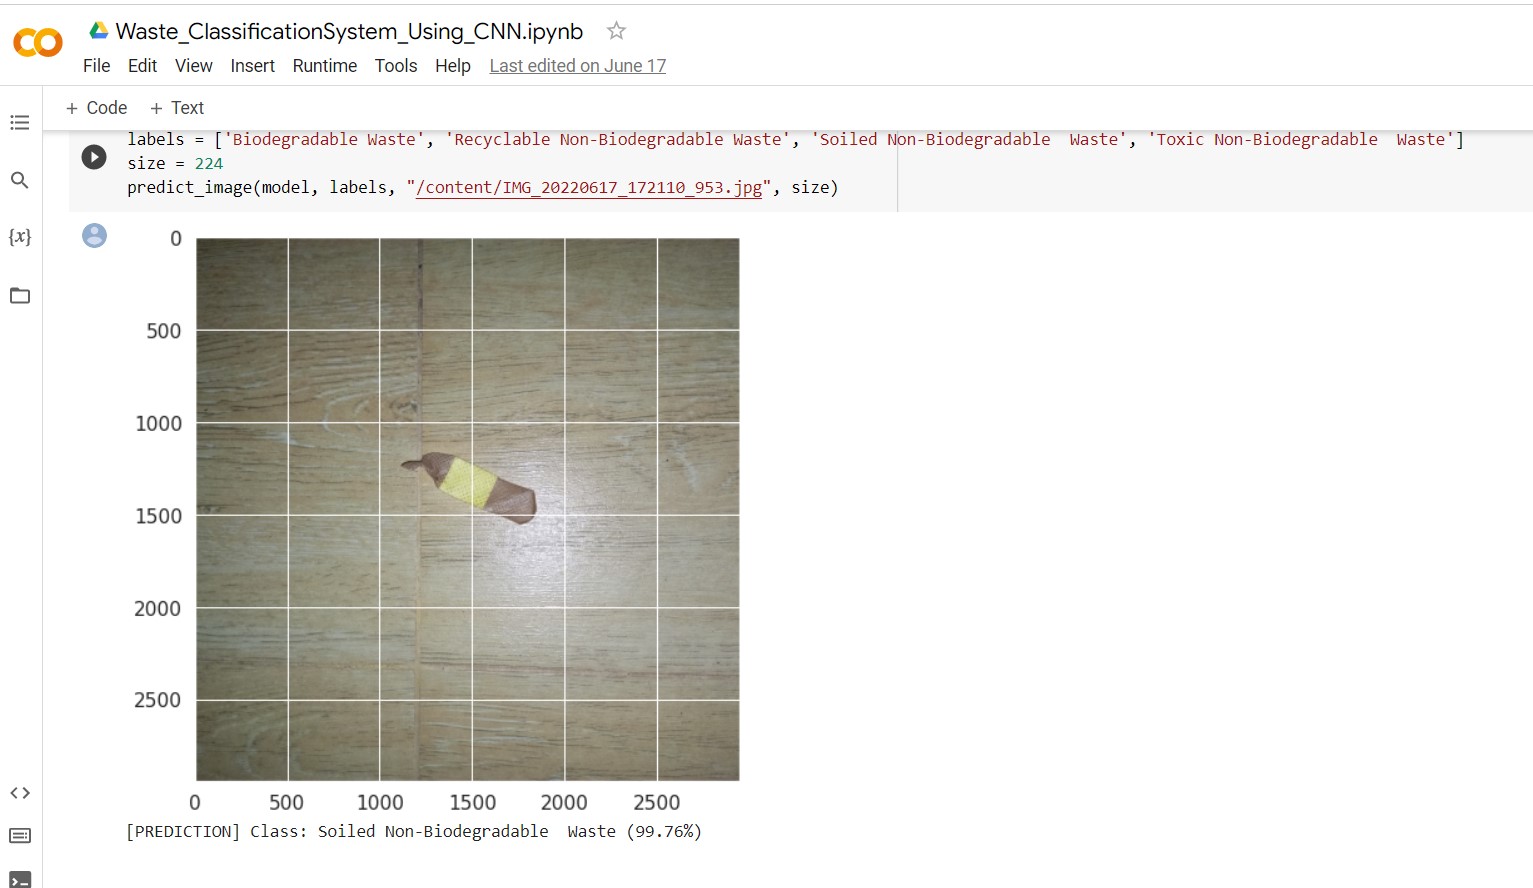 Waste_ClassificationSystem_Using_CNN.ipynb
File Edit View Insert Runtime Tools Help Last edited on June 17
+ Code + Text
labels = ['Biodegradable Waste', 'Recyclable Non-Biodegradable Waste', 'Soiled Non-Biodegradable  Waste', 'Toxic Non-Biodegradable  Waste']
size = 224
predict_image(model, labels, "/content/IMG_20220617_172110_953.jpg", size)
{x}
0
500
1000
1500
2000
2500
0 500 1000 1500 2000 2500
[PREDICTION] Class: Soiled Non-Biodegradable  Waste (99.76%)